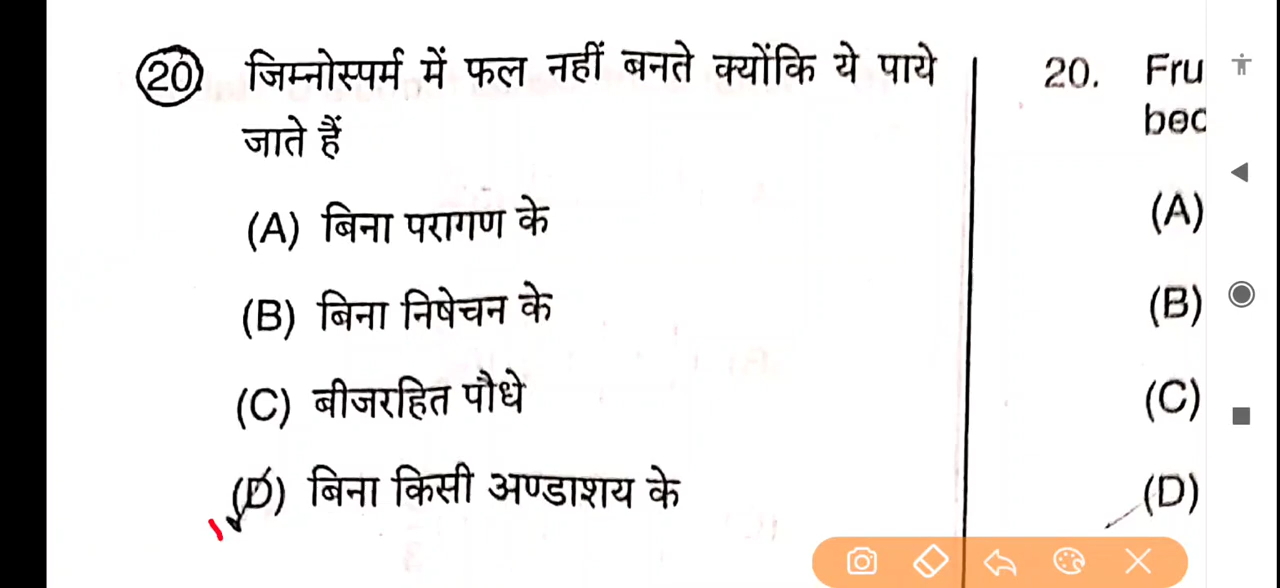 20. जिम्नोस्पर्म में फल नहीं बनते क्योंकि ये पाये
जाते हैं
(A) बिना परागण के
(B) बिना निषेचन के
(C) बीजरहित पौधे
(D) बिना किसी अण्डाशय के
20. Fru
bec
(A)
(B)
(C)
(D)